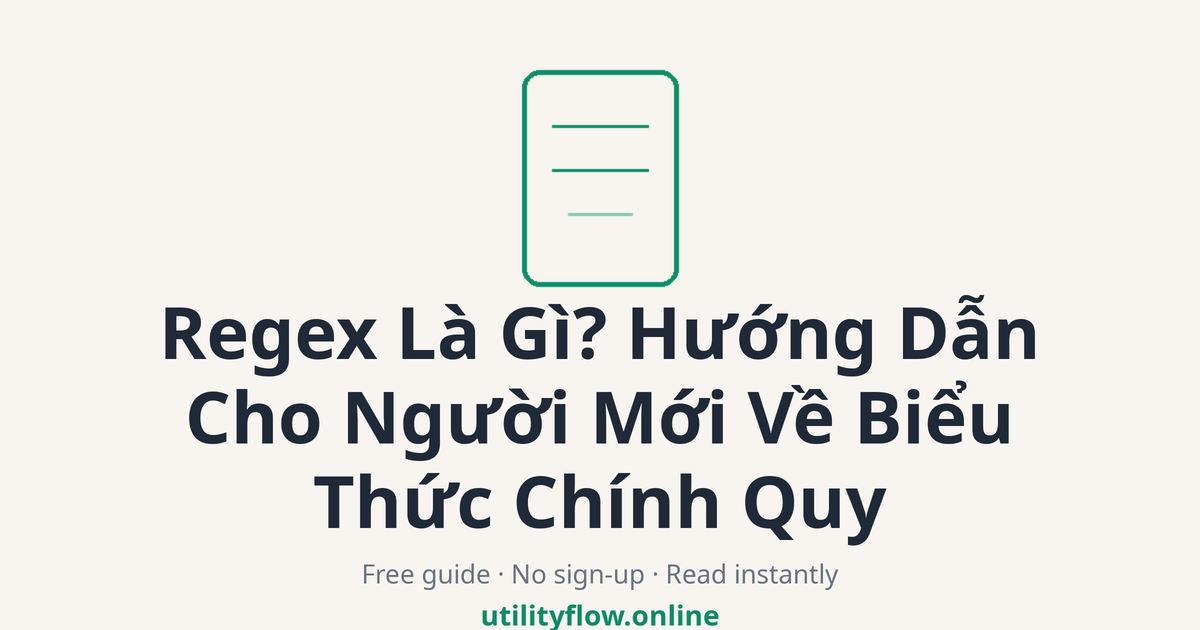 Regex Là Gì? Hướng Dẫn
Cho Người Mới Về Biểu
Thức Chính Quy
Free guide · No sign-up · Read instantly
utilityflow.online